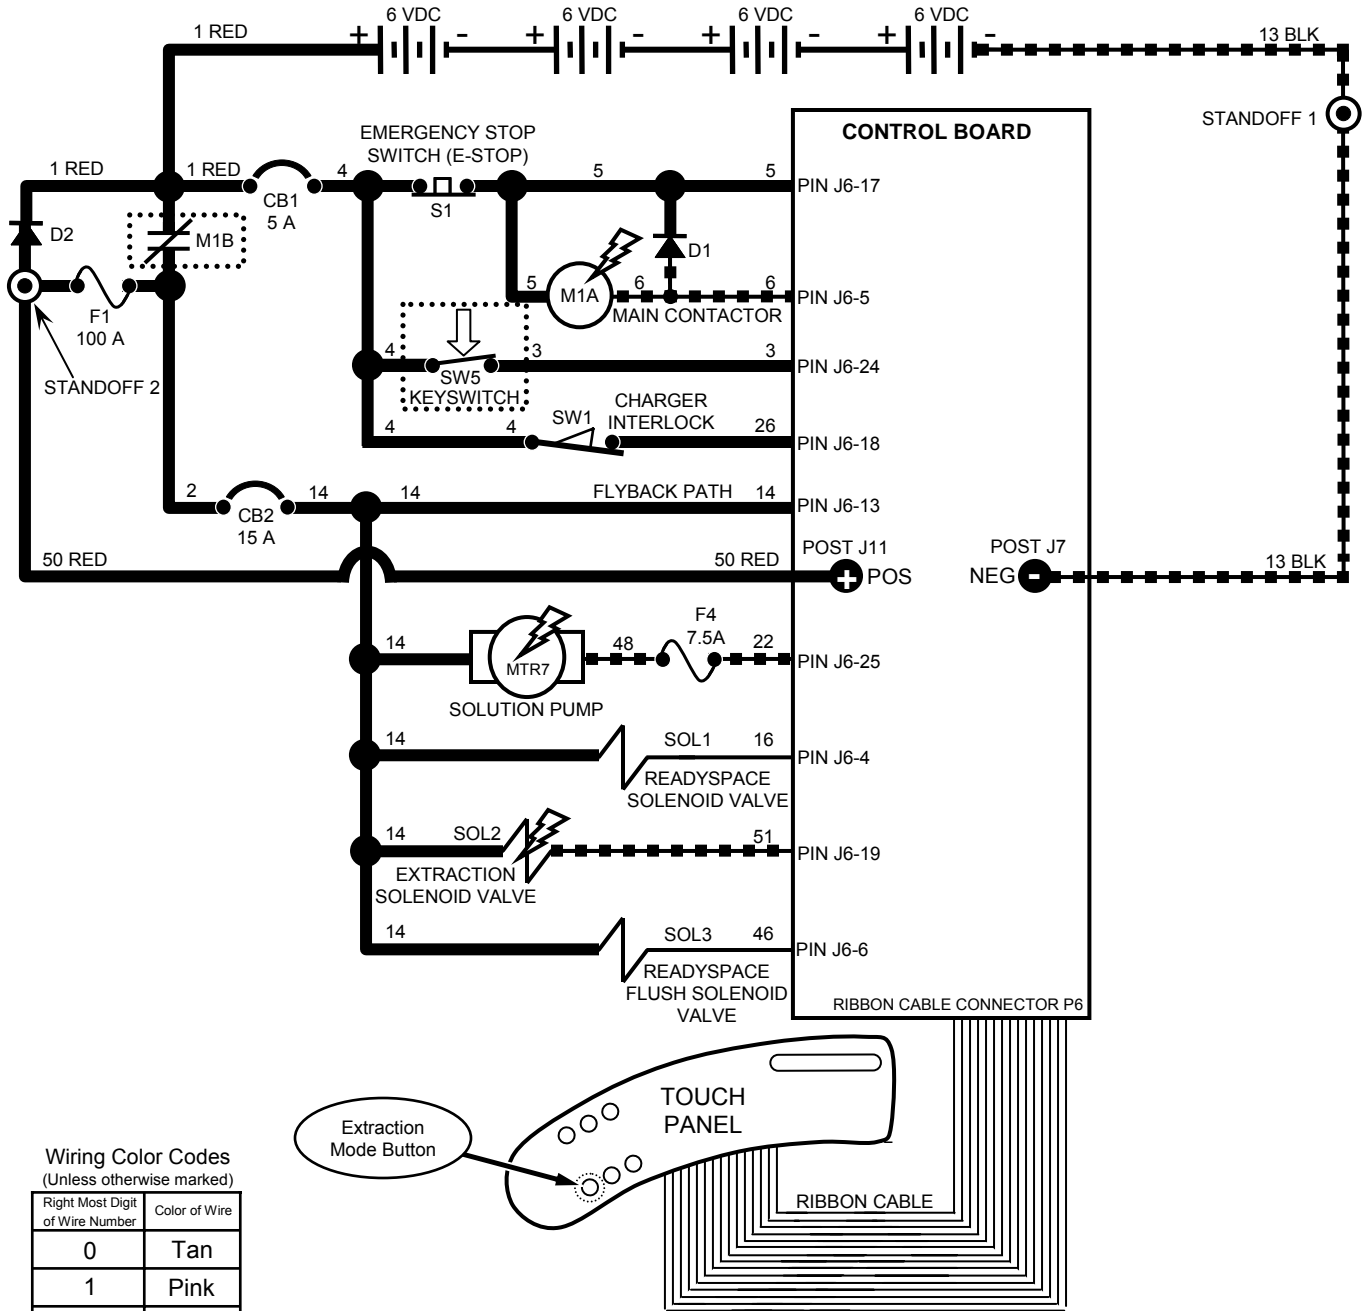 6 VDC 6 VDC 6 VDC 6 VDC
1 RED + - + - + - + - 13 BLK
STANDOFF 1
CONTROL BOARD
EMERGENCY STOP
SWITCH (E-STOP)
1 RED 1 RED 4 5 5 PIN J6-17
CB1
5 A
S1
D2 M1B D1
5 M1A 6 6 PIN J6-5
MAIN CONTACTOR
F1
100 A
STANDOFF 2
4 3 3 PIN J6-24
SW5
KEYSWITCH
CHARGER
INTERLOCK
4 4 SW1 26 PIN J6-18
2 14 14 FLYBACK PATH 14 PIN J6-13
CB2
15 A
POST J11 POST J7
50 RED 50 RED + POS NEG - 13 BLK
F4
7.5A
14 MTR7 48 22 PIN J6-25
SOLUTION PUMP
14 SOL1 16 PIN J6-4
READYSPACE
SOLENOID VALVE
14 SOL2 51 PIN J6-19
EXTRACTION
SOLENOID VALVE
14 SOL3 46 PIN J6-6
READYSPACE
FLUSH SOLENOID
VALVE
RIBBON CABLE CONNECTOR P6
TOUCH
PANEL
Extraction
Mode Button
RIBBON CABLE
Wiring Color Codes
(Unless otherwise marked)
Right Most Digit
of Wire Number
Color of Wire
0 Tan
1 Pink